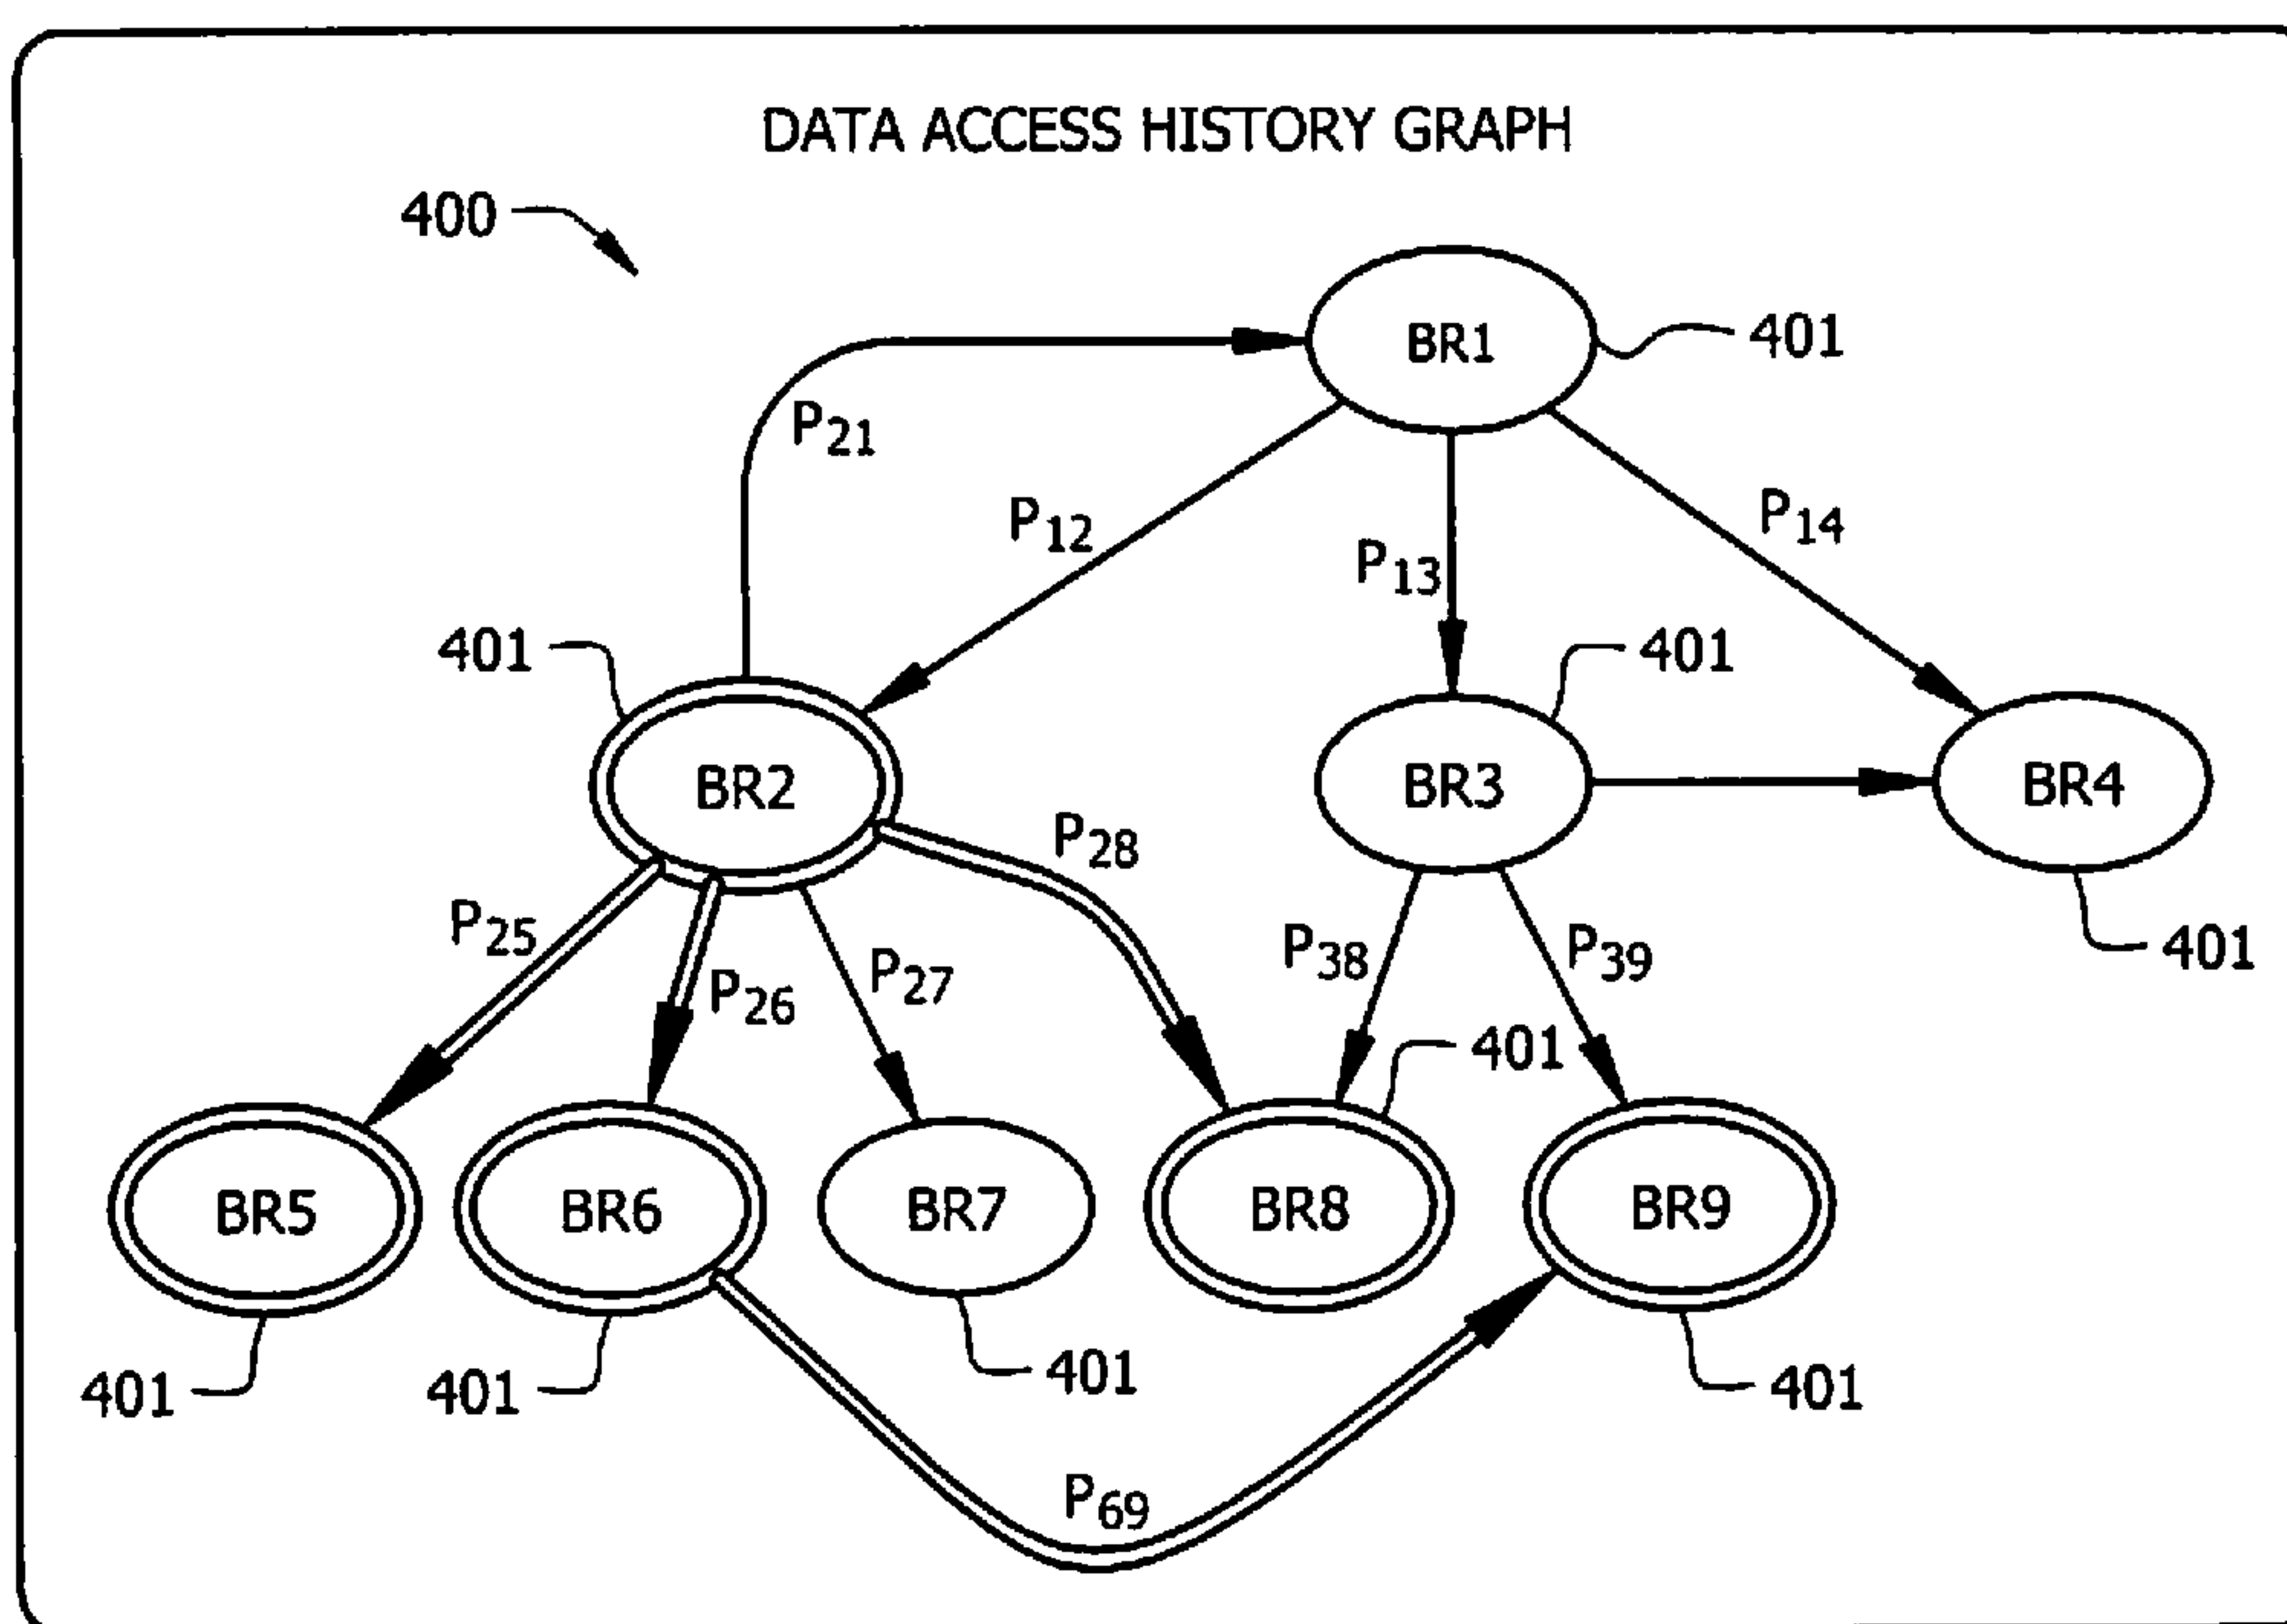 DATA ACCESS HISTORY GRAPH
400
BR1
401
P21
P12
P13
P14
401
401
BR2
BR3
BR4
P28
P25
P26
P27
P38
P39
401
401
BR5
BR6
BR7
BR8
BR9
401
401
401
401
P69